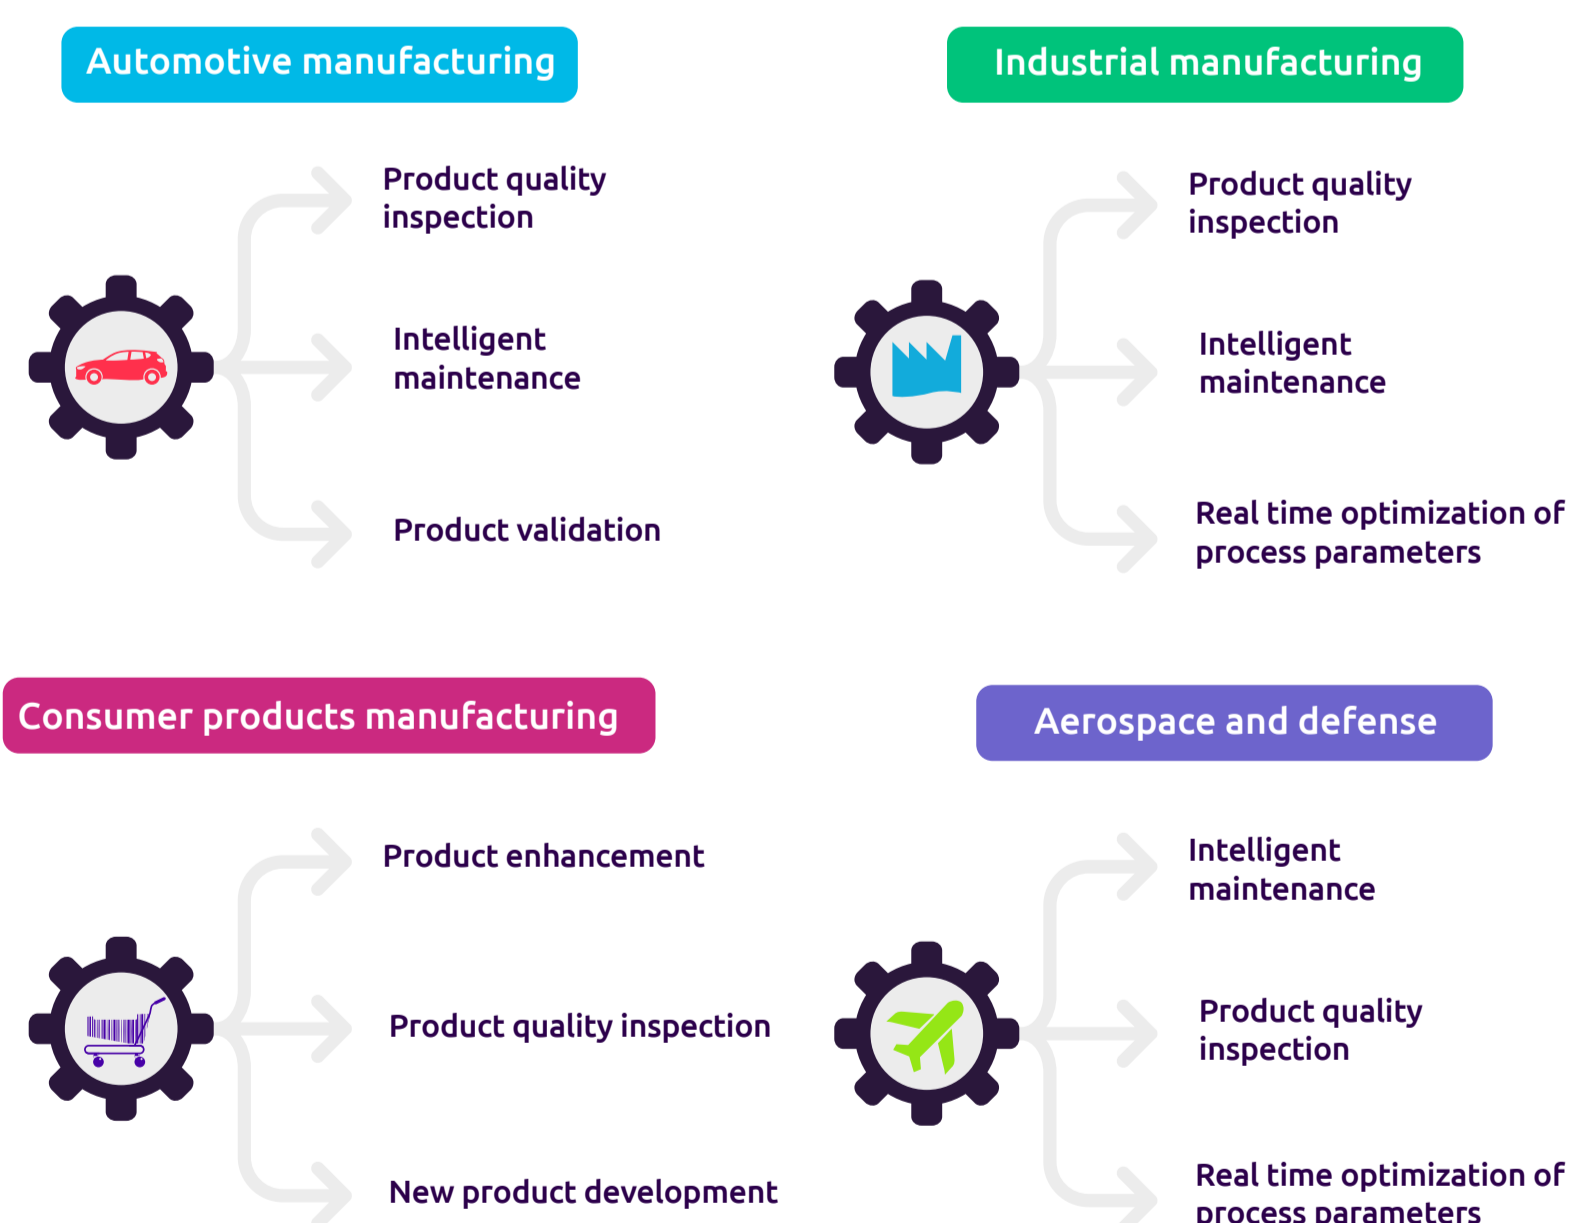 Automotive manufacturing
Product quality
inspection
Intelligent
maintenance
Product validation
Industrial manufacturing
Product quality
inspection
Intelligent
maintenance
Real time optimization of
process parameters
Consumer products manufacturing
Product enhancement
Product quality inspection
New product development
Aerospace and defense
Intelligent
maintenance
Product quality
inspection
Real time optimization of
process parameters